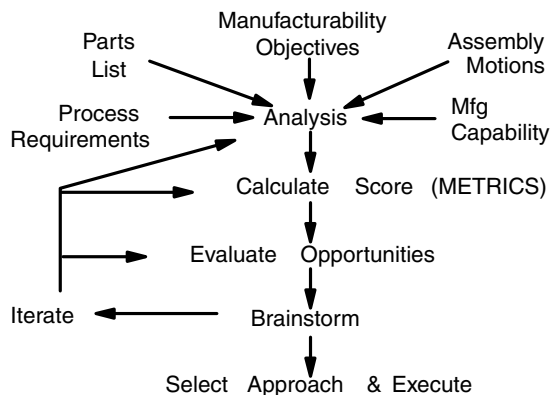 Manufacturability
Objectives
Parts
List
Assembly
Motions
Process
Requirements
Analysis
Mfg
Capability
Calculate Score (METRICS)
Evaluate Opportunities
Iterate
Brainstorm
Select Approach & Execute